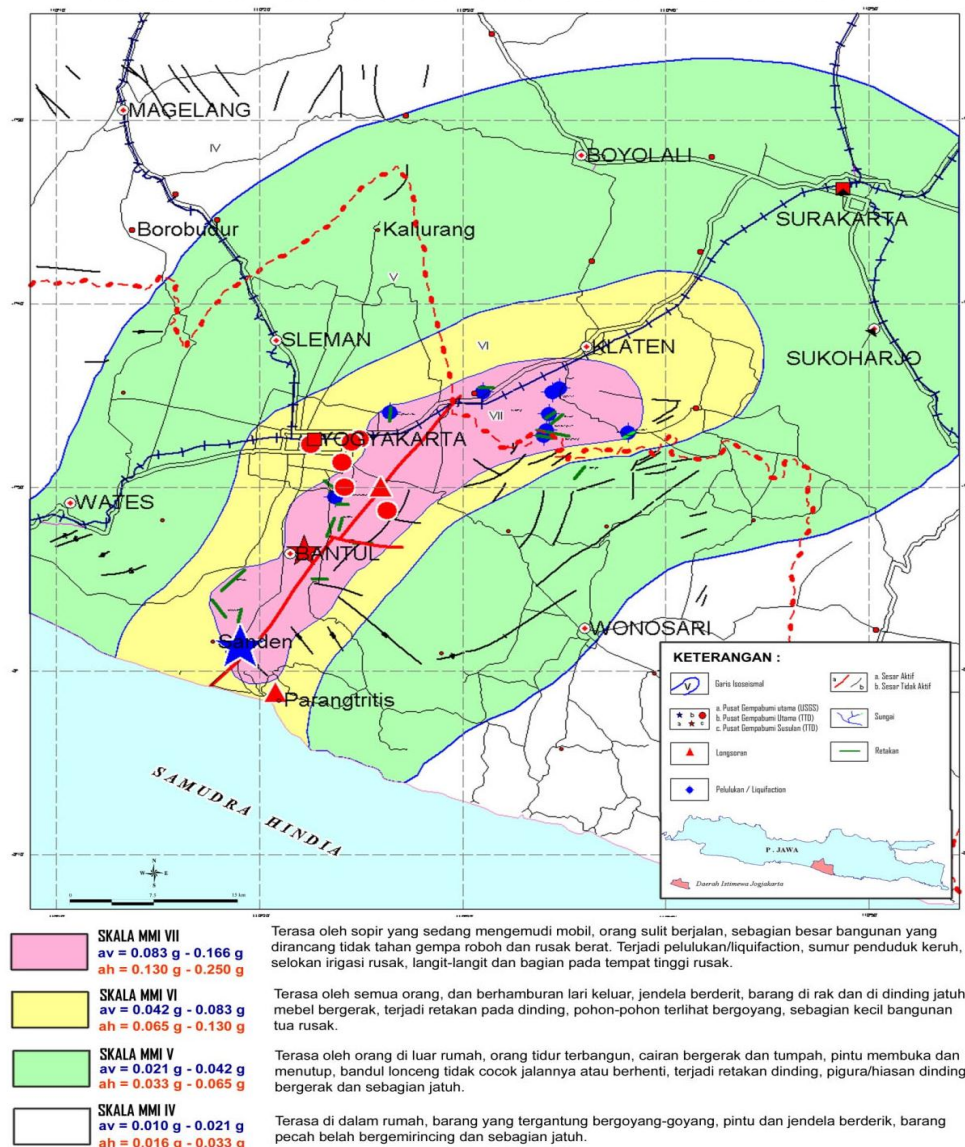 MAGELANG
IV
BOYOLALI
SURAKARTA
Borobudur
Kaliurang
V
SLEMAN
VI
KLATEN
SUKOHARJO
VII
YOGYAKARTA
WATES
BANTUL
Sanden
WONOSARI
Parangtritis
SAMUDRA HINDIA
N
W E
S
0 7.5 15 km
KETERANGAN :
V
Garis Isoseismal
a b
a. Sesar Aktif
b. Sesar Tidak Aktif
a. Pusat Gempabumi utama (USGS)
b. Pusat Gempabumi Utama (TTD)
c. Pusat Gempabumi Susulan (TTD)
Sungai
Longsoran
Retakan
Pelulukan / Liquifaction
P . JAWA
Daerah Istimewa Jogjakarta
SKALA MMI VII
av = 0.083 g - 0.166 g
ah = 0.130 g - 0.250 g
Terasa oleh sopir yang sedang mengemudi mobil, orang sulit berjalan, sebagian besar bangunan yang
dirancang tidak tahan gempa roboh dan rusak berat. Terjadi pelulukan/liquifaction, sumur penduduk keruh,
selokan irigasi rusak, langit-langit dan bagian pada tempat tinggi rusak.
SKALA MMI VI
av = 0.042 g - 0.083 g
ah = 0.065 g - 0.130 g
Terasa oleh semua orang, dan berhamburan lari keluar, jendela berderit, barang di rak dan di dinding jatuh
mebel bergerak, terjadi retakan pada dinding, pohon-pohon terlihat bergoyang, sebagian kecil bangunan
tua rusak.
SKALA MMI V
av = 0.021 g - 0.042 g
ah = 0.033 g - 0.065 g
Terasa oleh orang di luar rumah, orang tidur terbangun, cairan bergerak dan tumpah, pintu membuka dan
menutup, bandul lonceng tidak cocok jalannya atau berhenti, terjadi retakan dinding, pigura/hiasan dinding
bergerak dan sebagian jatuh.
SKALA MMI IV
av = 0.010 g - 0.021 g
ah = 0.016 g - 0.033 g
Terasa di dalam rumah, barang yang tergantung bergoyang-goyang, pintu dan jendela berderik, barang
pecah belah bergemirincing dan sebagian jatuh.